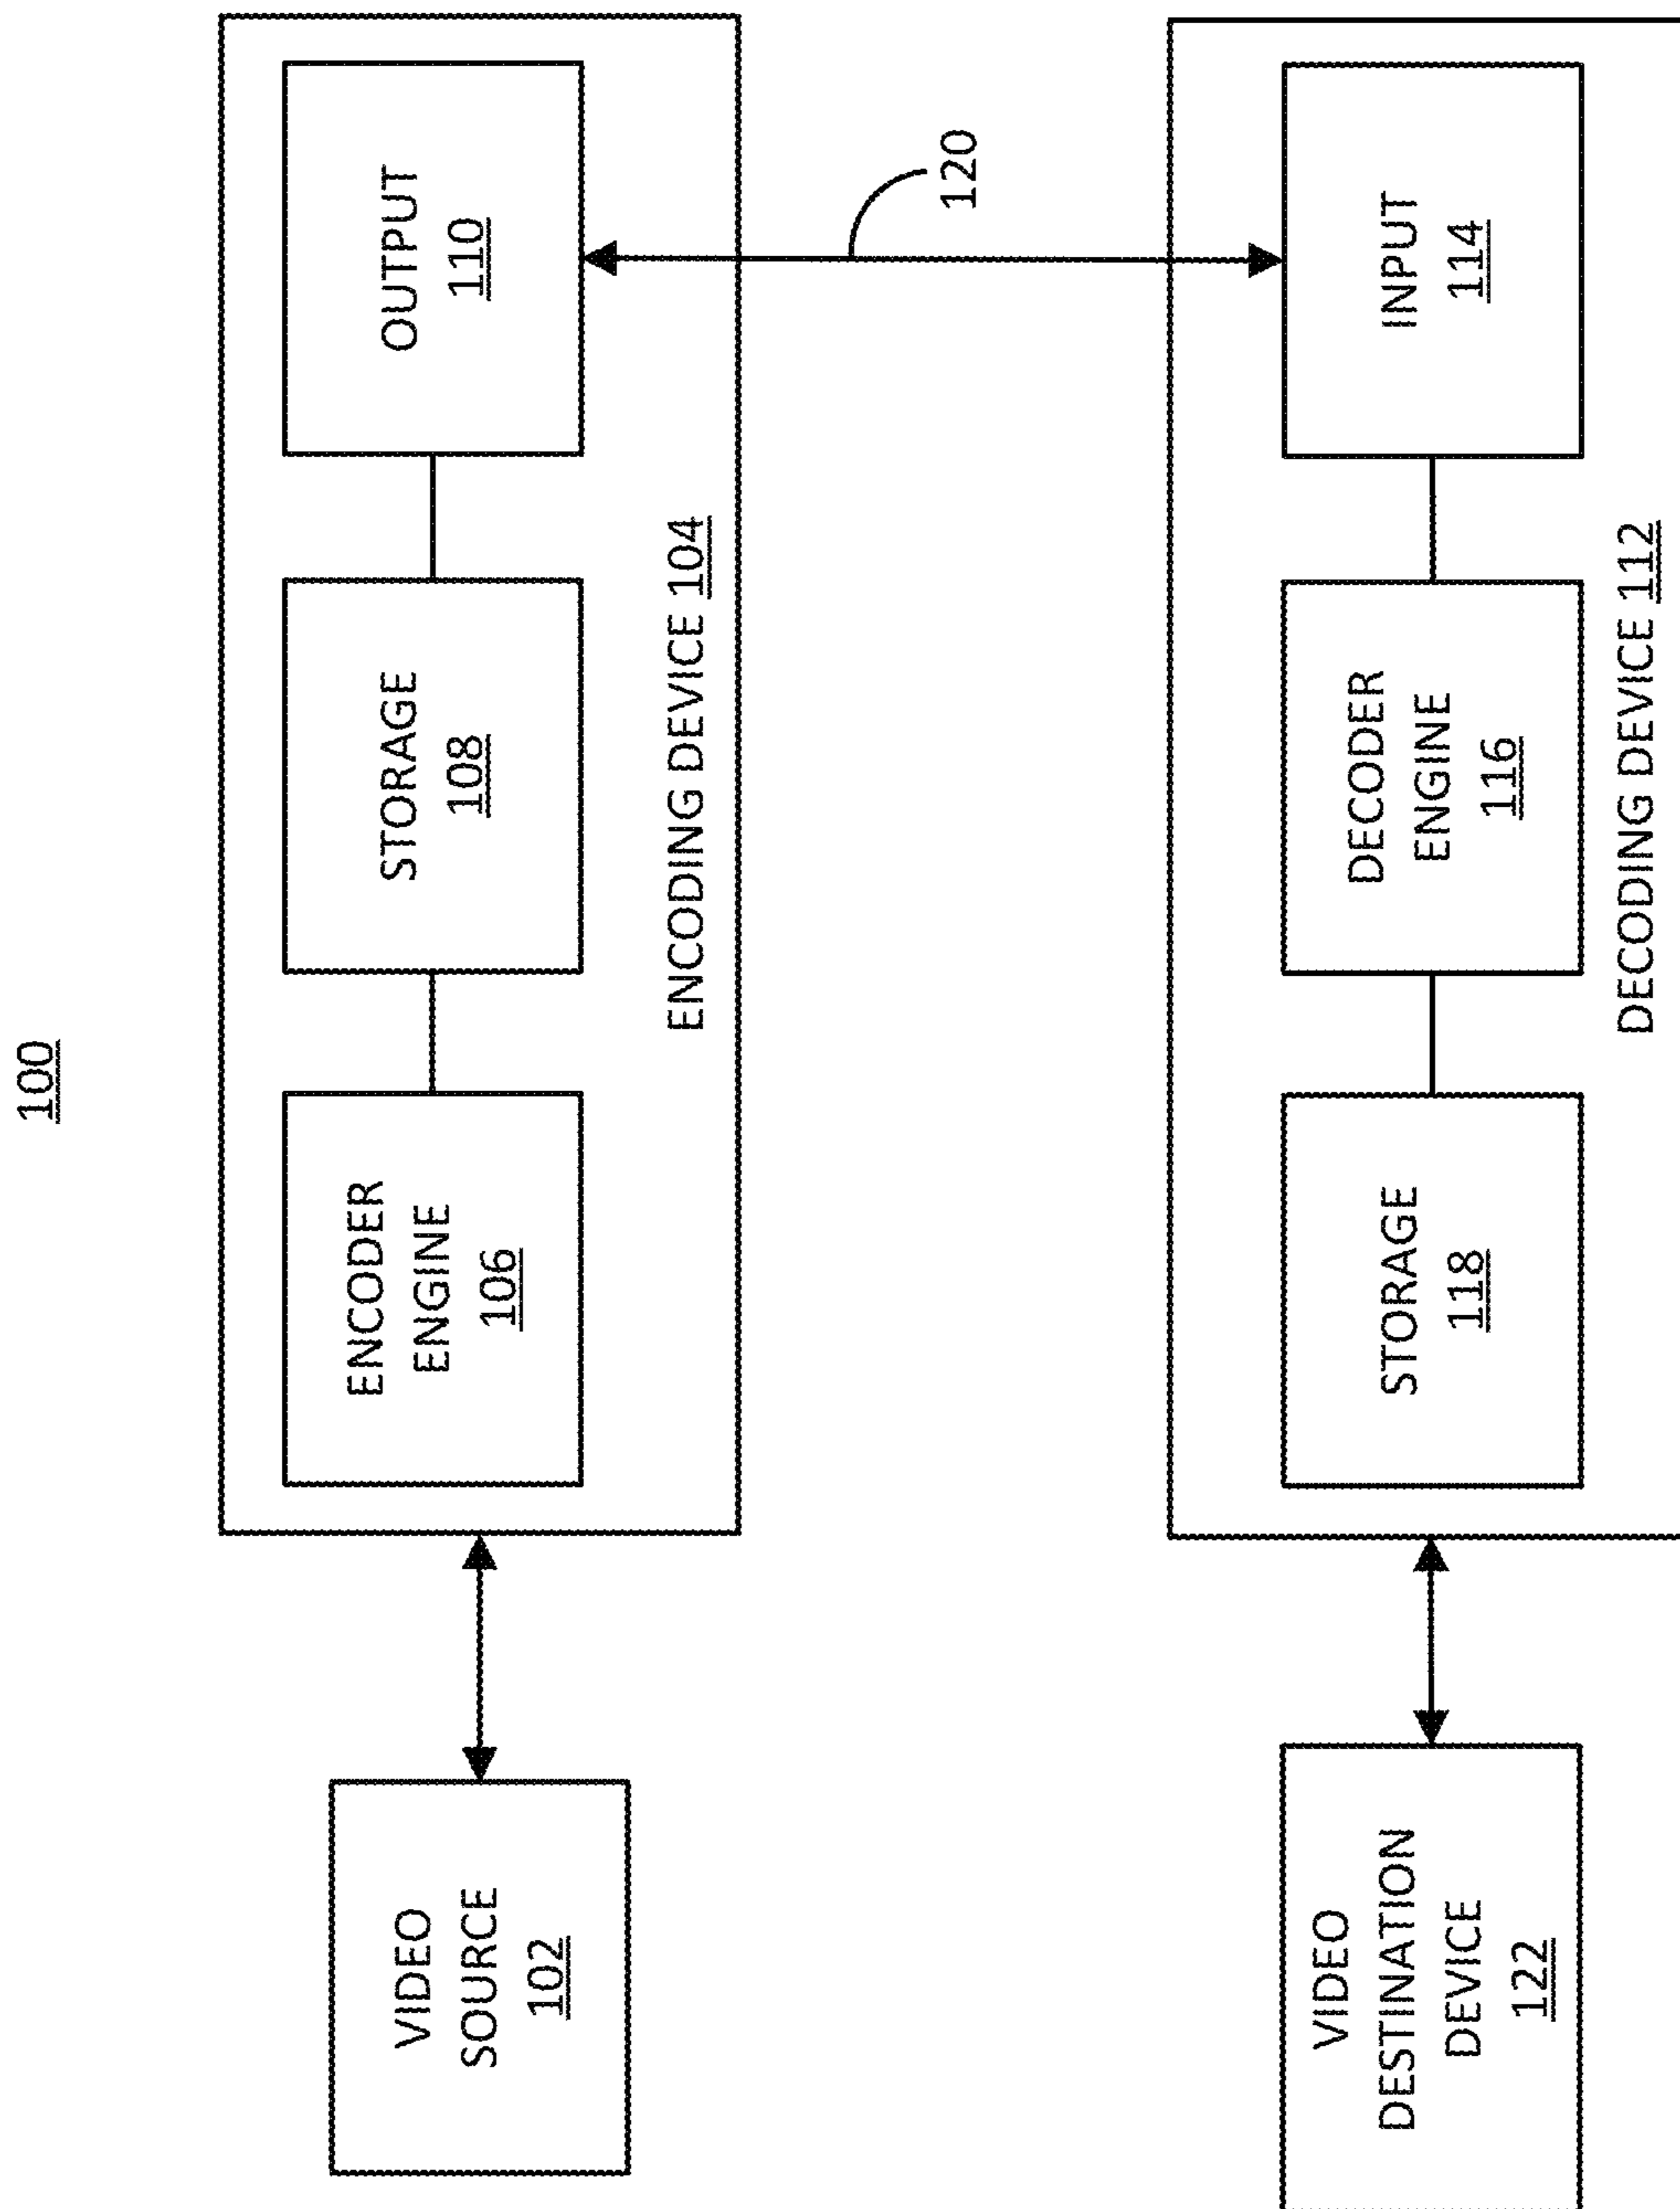 100
VIDEO
SOURCE
102
ENCODER
ENGINE
106
STORAGE
108
OUTPUT
110
ENCODING DEVICE 104
120
VIDEO
DESTINATION
DEVICE
122
STORAGE
118
DECODER
ENGINE
116
INPUT
114
DECODING DEVICE 112